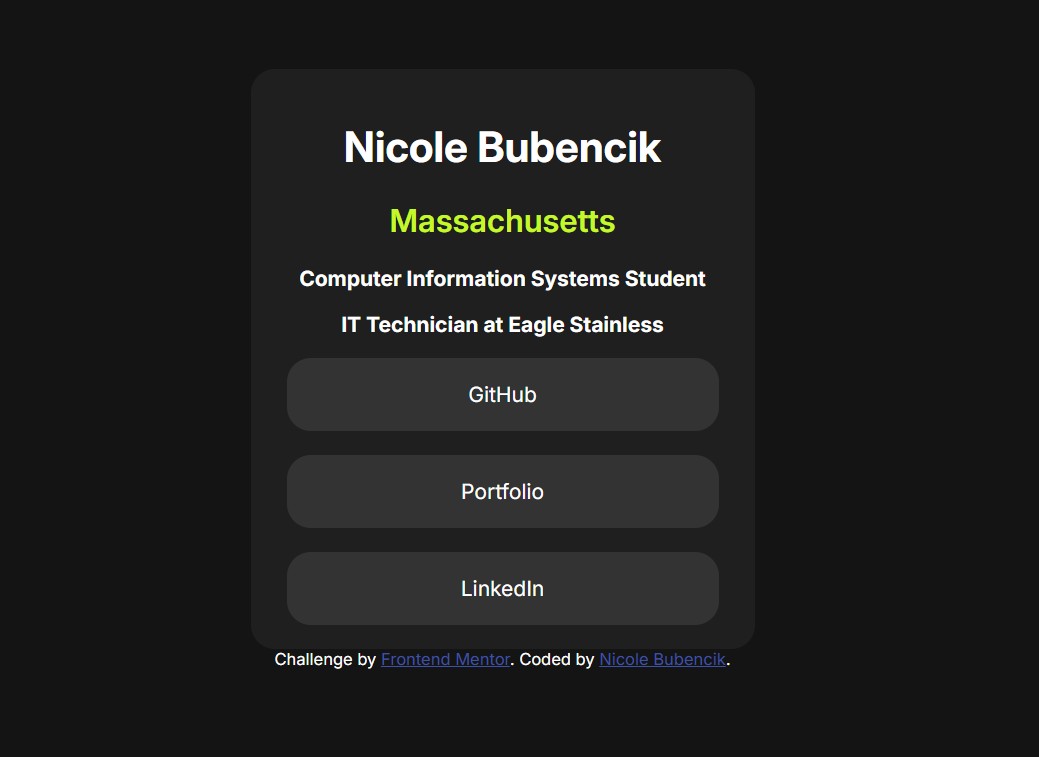 Nicole Bubencik
Massachusetts
Computer Information Systems Student
IT Technician at Eagle Stainless
GitHub
Portfolio
LinkedIn
Challenge by Frontend Mentor. Coded by Nicole Bubencik.